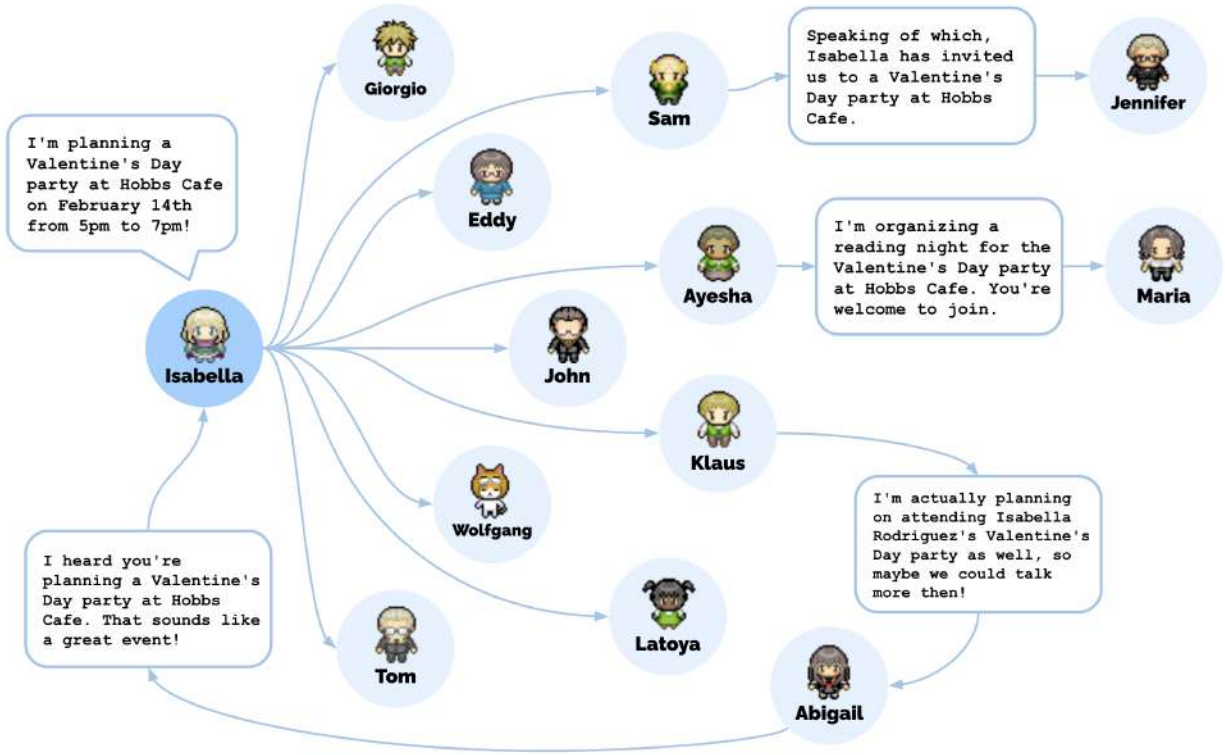 Giorgio
Sam
Speaking of which,
Isabella has invited
us to a Valentine's
Day party at Hobbs
Cafe.
Jennifer
I'm planning a
Valentine's Day
party at Hobbs Cafe
on February 14th
from 5pm to 7pm!
Eddy
Ayesha
I'm organizing a
reading night for the
Valentine's Day party
at Hobbs Cafe. You're
welcome to join.
Maria
Isabella
John
Klaus
Wolfgang
I'm actually planning
on attending Isabella
Rodriguez's Valentine's
Day party as well, so
maybe we could talk
more then!
I heard you're
planning a Valentine's
Day party at Hobbs
Cafe. That sounds like
a great event!
Tom
Latoya
Abigail